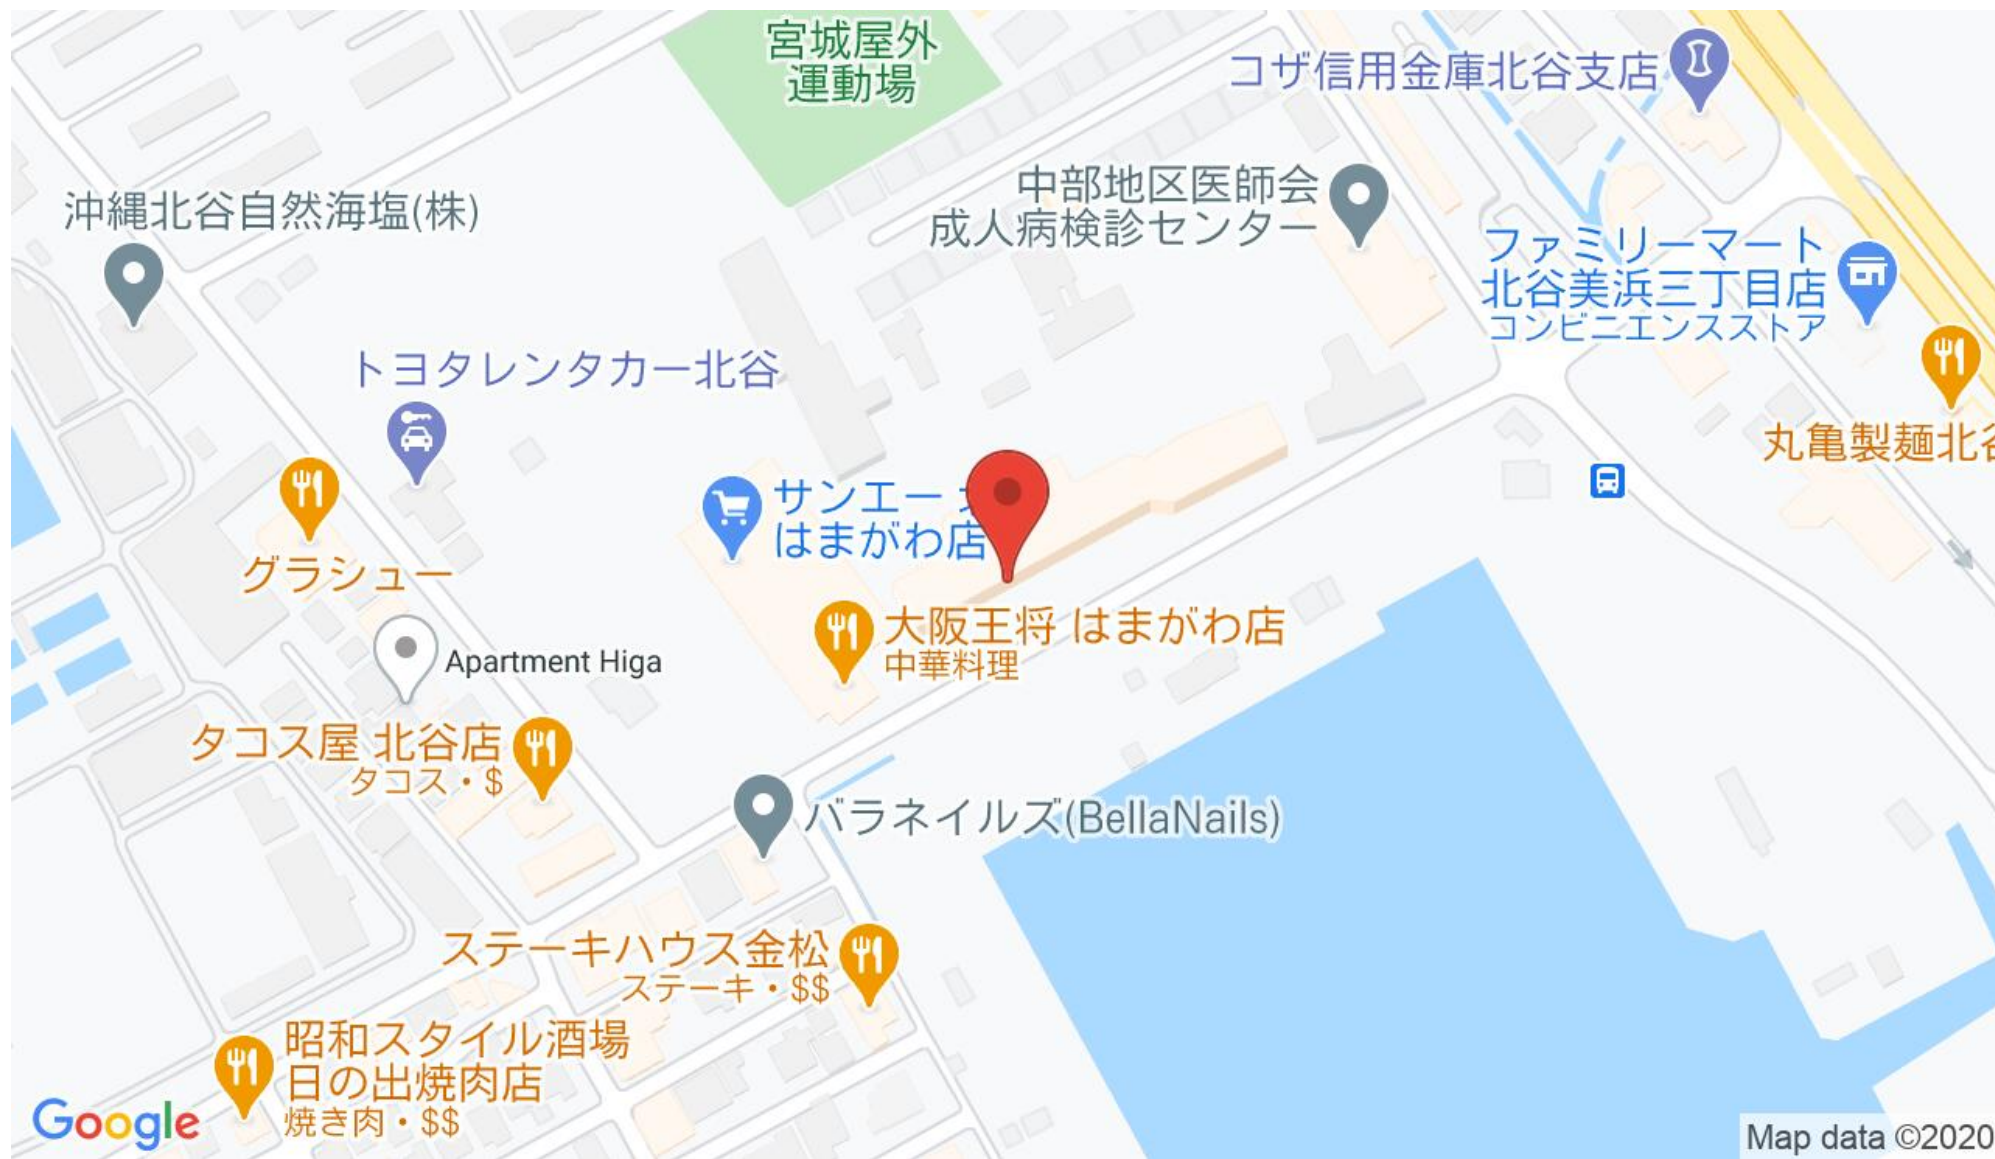 宮城屋外
運動場
コザ信用金庫北谷支店
中部地区医師会
成人病検診センター
沖縄北谷自然海塩(株)
ファミリーマート
北谷美浜三丁目店
コンビニエンスストア
トヨタレンタカー北谷
丸亀製麺北谷
サンエー
はまがわ店
グラシュー
大阪王将 はまがわ店
中華料理
Apartment Higa
タコス屋 北谷店
タコス・$
バラネイルズ(BellaNails)
ステーキハウス金松
ステーキ・$$
昭和スタイル酒場
日の出焼肉店
焼き肉・$$
Google
Map data ©2020